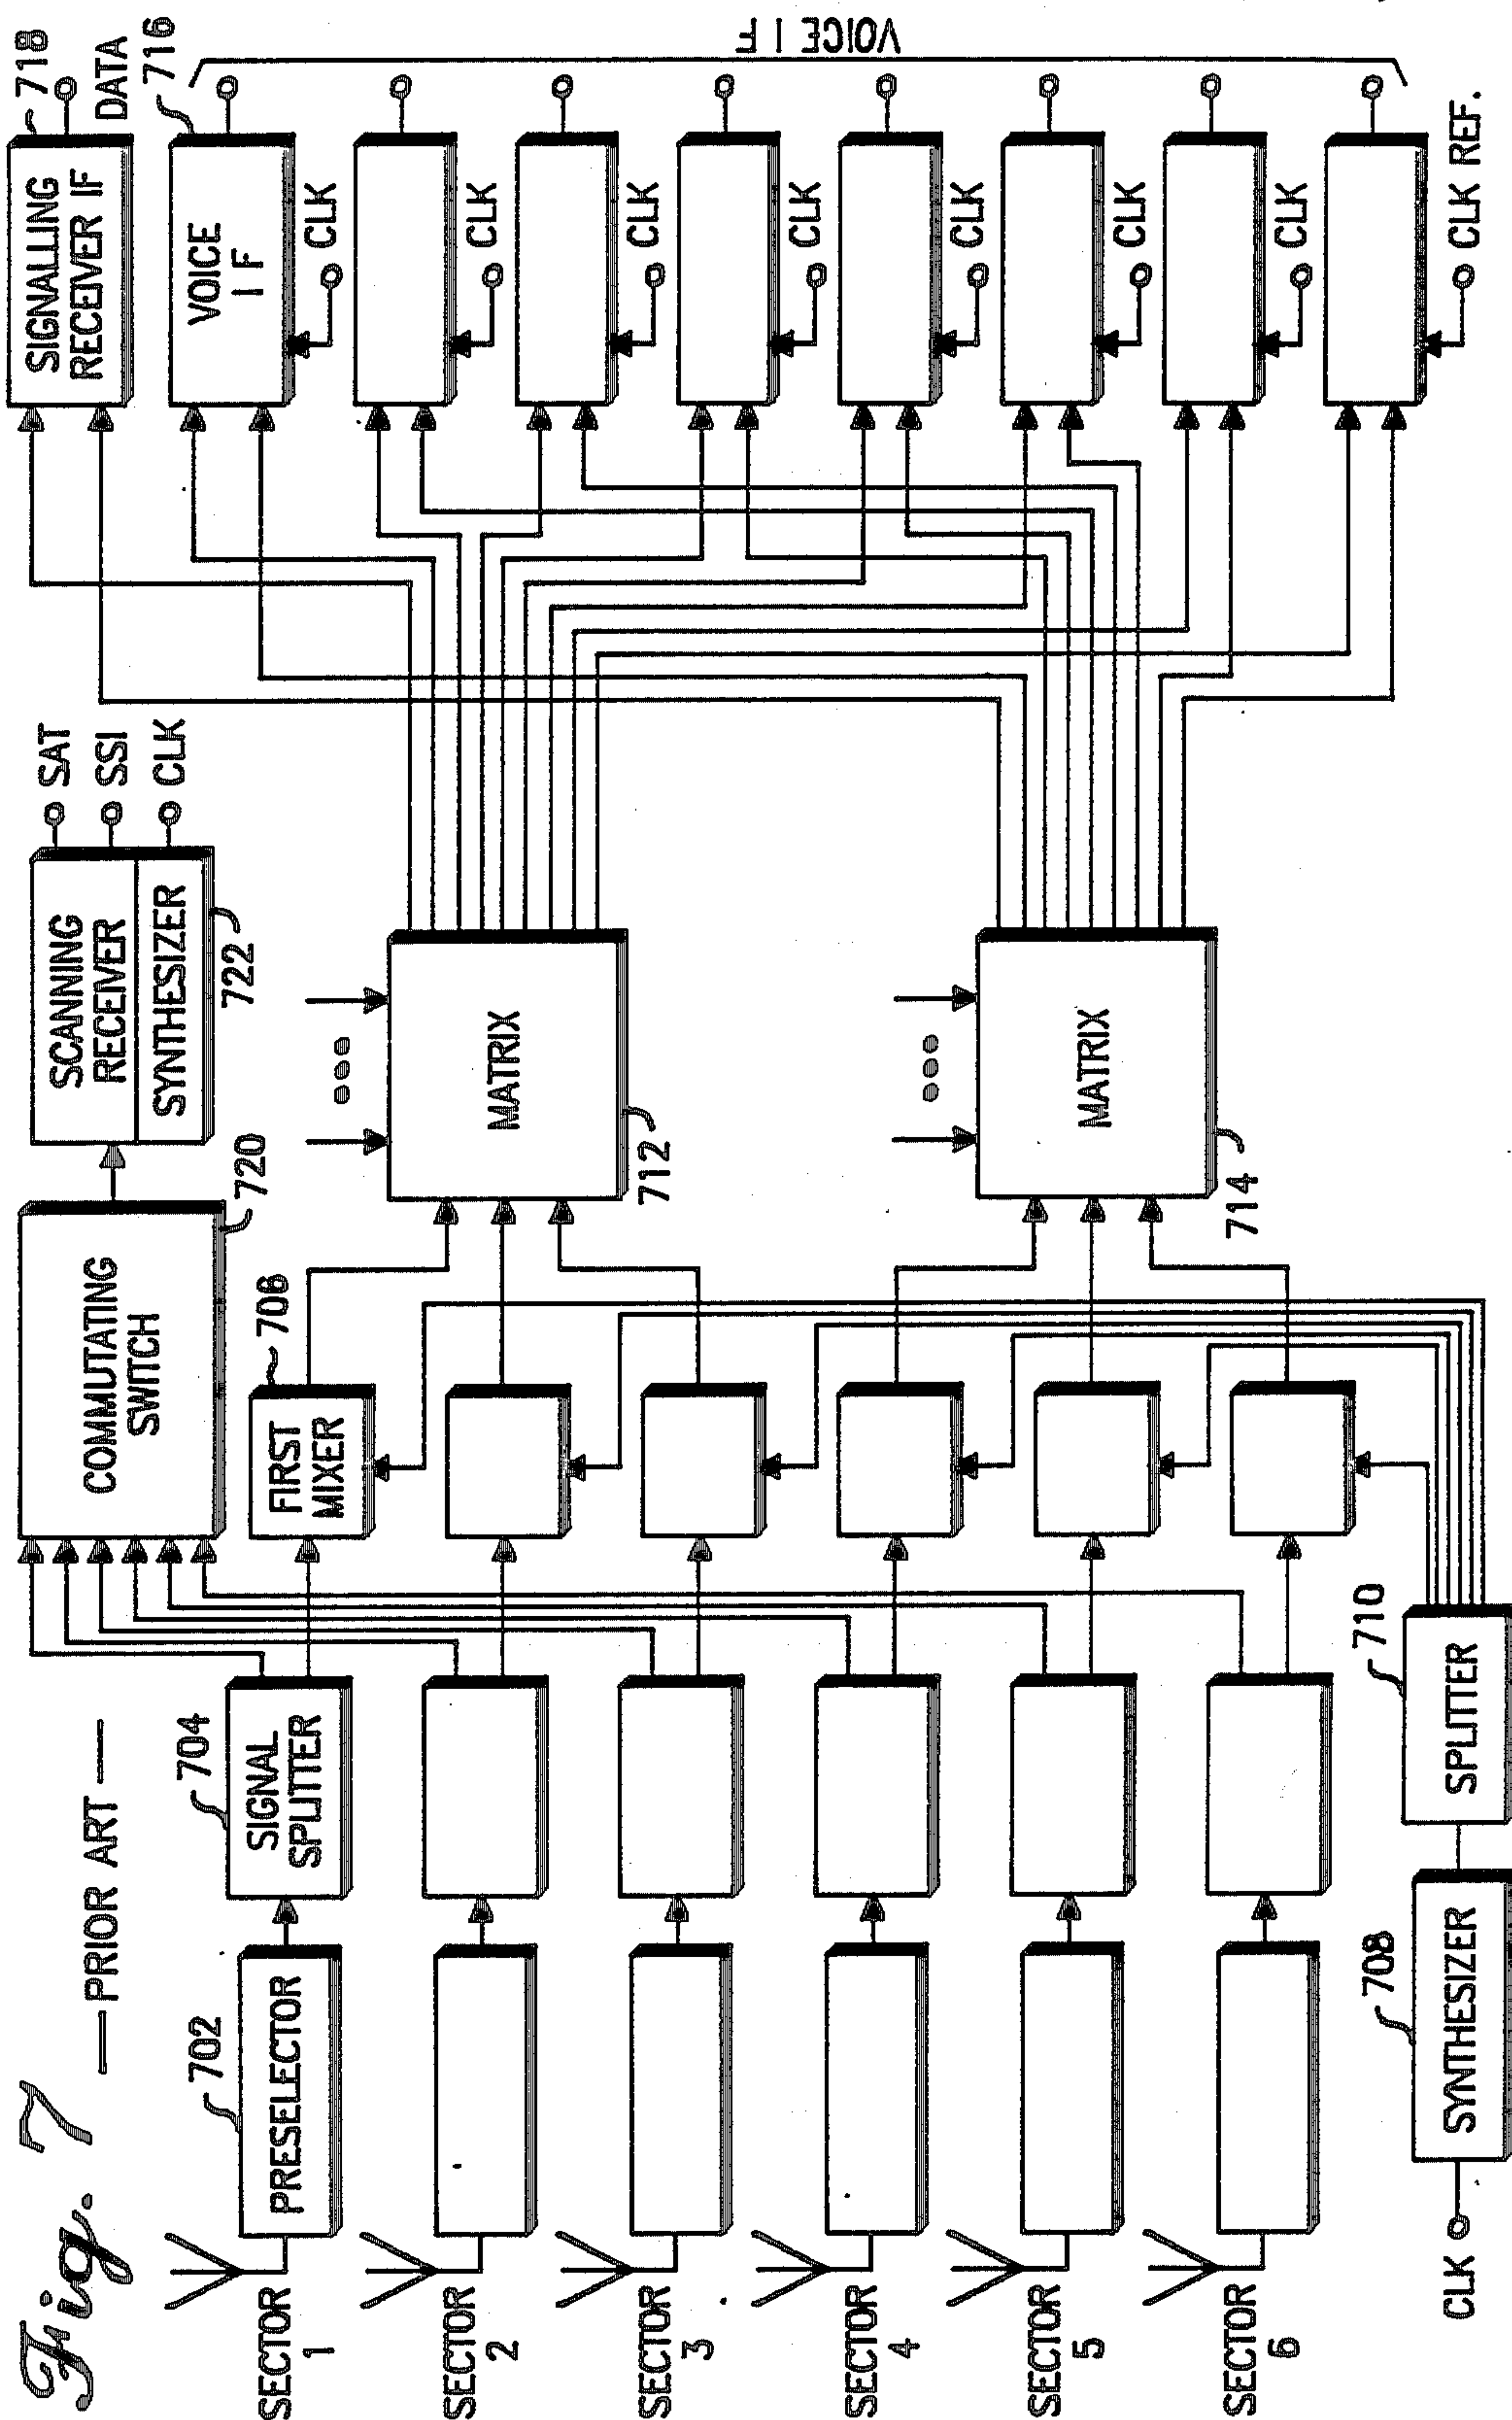 Fig. 7
— PRIOR ART —
SECTOR
1
SECTOR
2
SECTOR
3
SECTOR
4
SECTOR
5
SECTOR
6
702
PRESELECTOR
704
SIGNAL
SPLITTER
706
FIRST
MIXER
COMMUTATING
SWITCH
720
SCANNING
RECEIVER
SYNTHESIZER
722
SAT
SSI
CLK
MATRIX
712
MATRIX
714
SIGNALLING
RECEIVER IF
718
DATA
VOICE
IF
716
CLK
CLK
CLK
CLK
CLK
CLK
CLK
CLK REF.
VOICE IF
CLK
708
SYNTHESIZER
710
SPLITTER